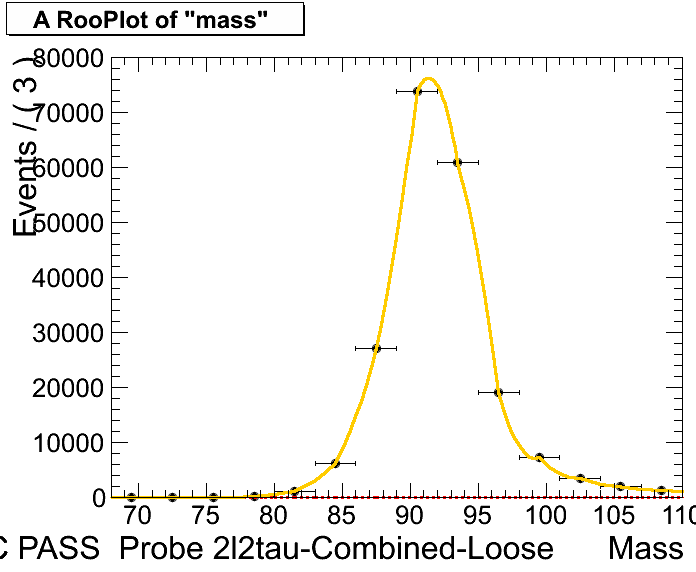 A RooPlot of "mass"
Events / ( 3 )
80000
70000
60000
50000
40000
30000
20000
10000
0
70 75 80 85 90 95 100 105 110
C PASS Probe 2l2tau-Combined-Loose Mass